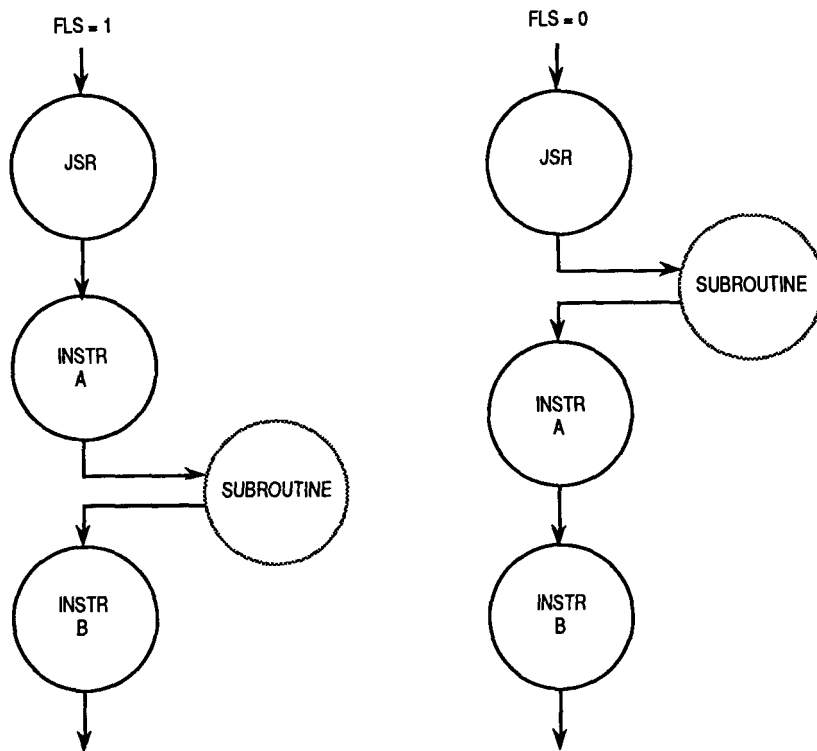 FLS = 1
JSR
INSTR
A
SUBROUTINE
INSTR
B
FLS = 0
JSR
SUBROUTINE
INSTR
A
INSTR
B